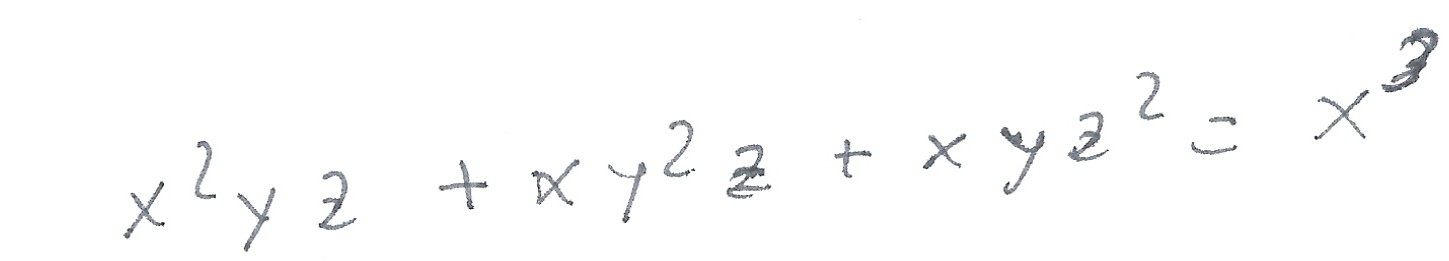 x²yz + xy²z + xyz² = x³